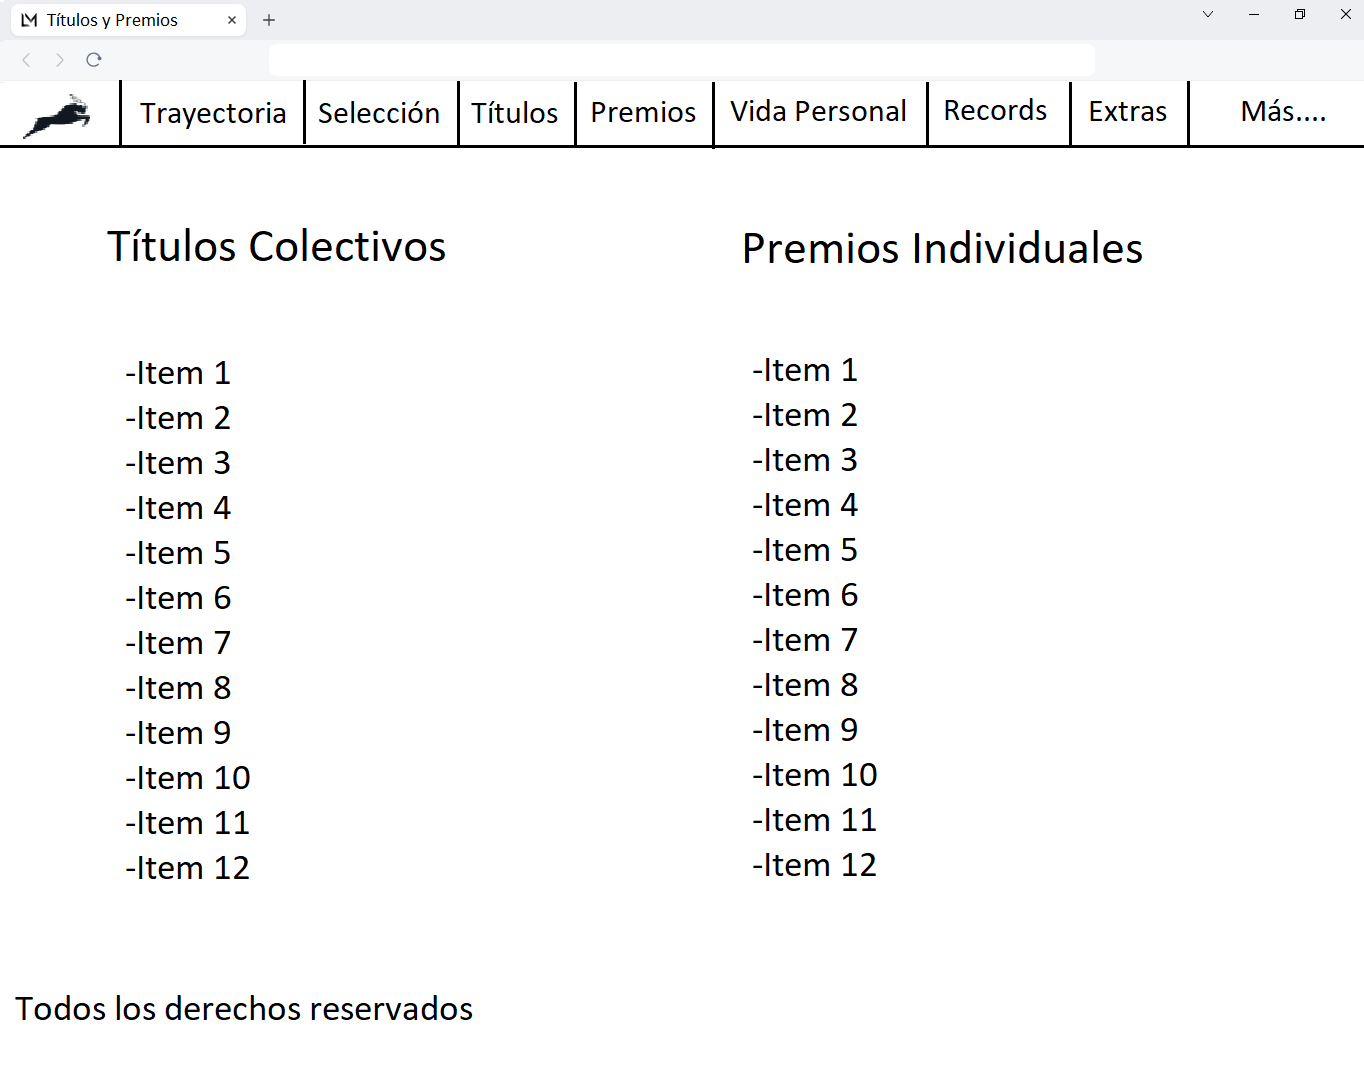 LM Títulos y Premios
Trayectoria Selección Títulos Premios Vida Personal Records Extras Más....
Títulos Colectivos
-Item 1
-Item 2
-Item 3
-Item 4
-Item 5
-Item 6
-Item 7
-Item 8
-Item 9
-Item 10
-Item 11
-Item 12
Premios Individuales
-Item 1
-Item 2
-Item 3
-Item 4
-Item 5
-Item 6
-Item 7
-Item 8
-Item 9
-Item 10
-Item 11
-Item 12
Todos los derechos reservados